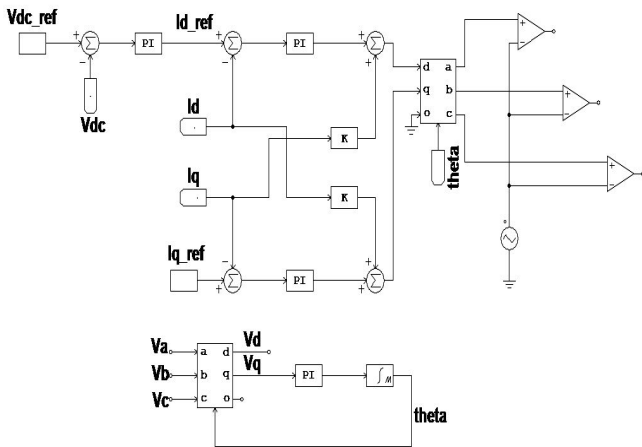 Vdc_ref
+
Σ
−
PI
Id_ref
+
Σ
−
PI
+
Σ
+
Vdc
Id
Iq
K
K
d a
q b
o c
theta
+
−
+
−
+
−
Iq_ref
−
Σ
+
PI
+
Σ
+
Va
Vb
Vc
a d
b q
c o
Vd
Vq
PI
∫M
theta